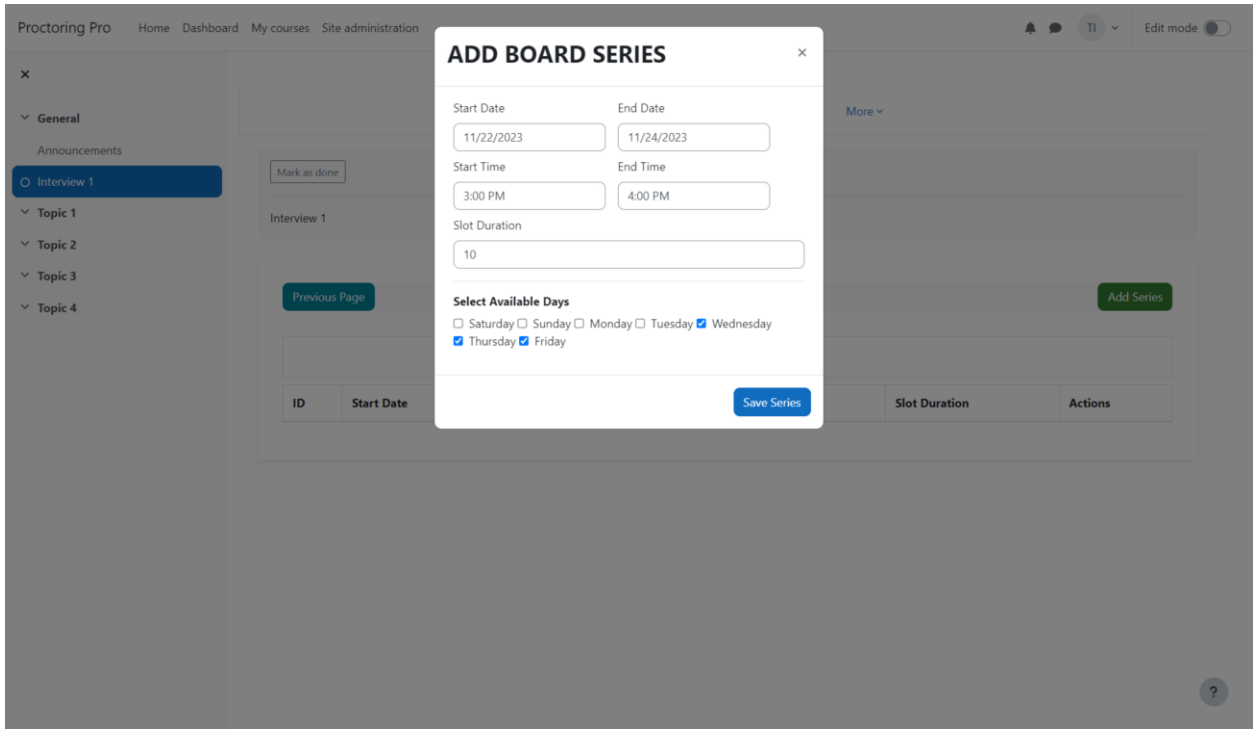 Proctoring Pro Home Dashboard My courses Site administration TI Edit mode
ADD BOARD SERIES ×
×
General
Announcements
Interview 1
Topic 1
Topic 2
Topic 3
Topic 4
More
Mark as done
Interview 1
Previous Page Add Series
ID Start Date Slot Duration Actions
Start Date End Date
11/22/2023 11/24/2023
Start Time End Time
3:00 PM 4:00 PM
Slot Duration
10
Select Available Days
Saturday Sunday Monday Tuesday Wednesday
Thursday Friday
Save Series
?